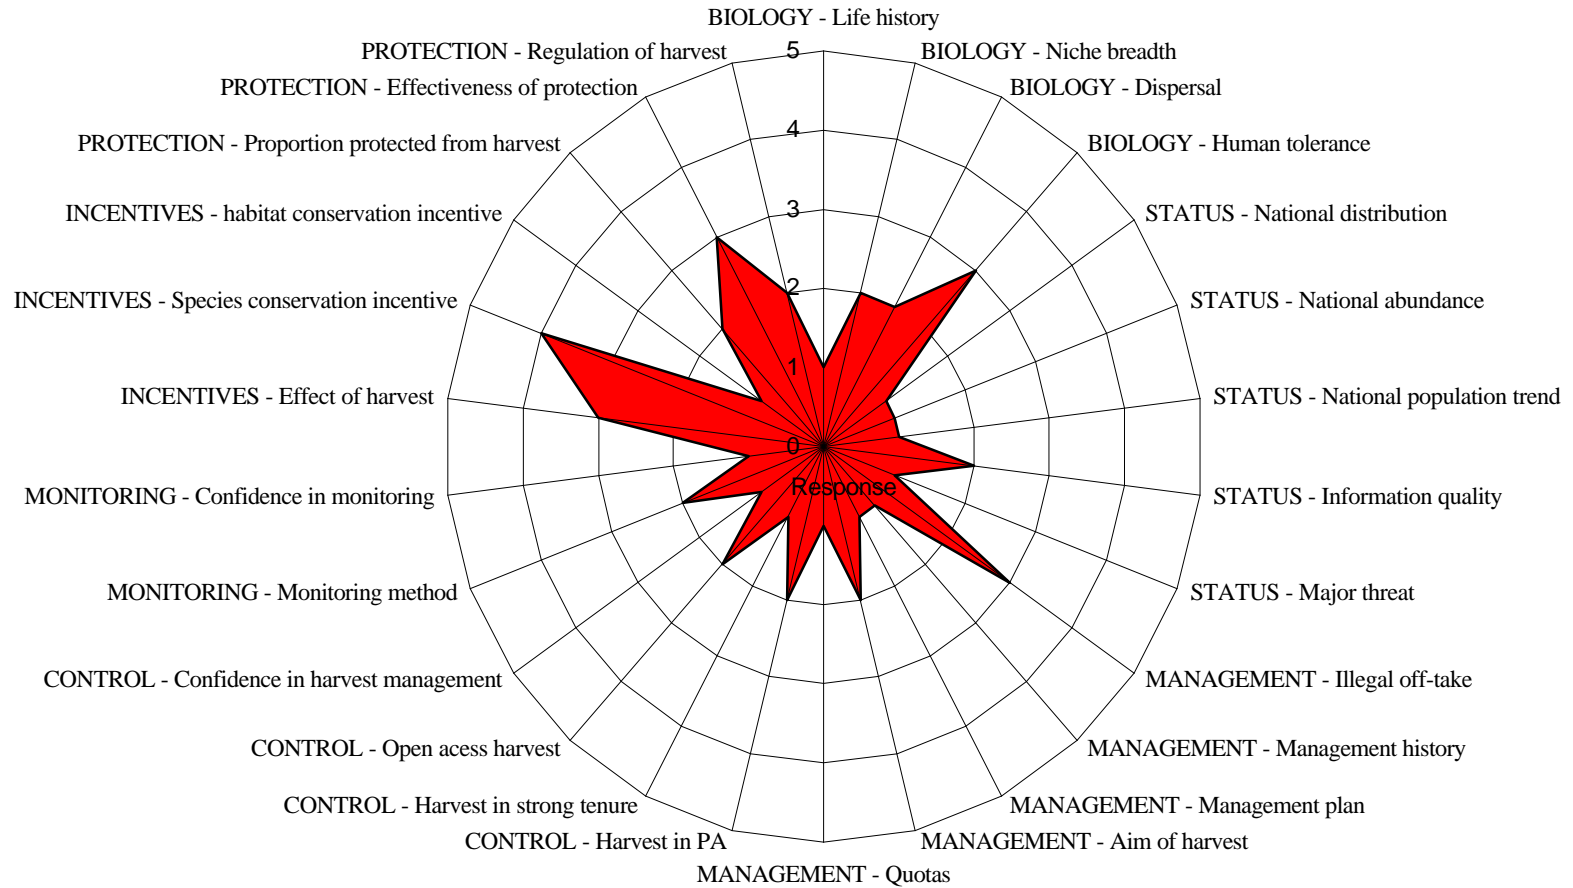 BIOLOGY - Life history
PROTECTION - Regulation of harvest
5
BIOLOGY - Niche breadth
PROTECTION - Effectiveness of protection
BIOLOGY - Dispersal
4
PROTECTION - Proportion protected from harvest
BIOLOGY - Human tolerance
3
INCENTIVES - habitat conservation incentive
STATUS - National distribution
2
INCENTIVES - Species conservation incentive
STATUS - National abundance
1
INCENTIVES - Effect of harvest
STATUS - National population trend
0
Response
MONITORING - Confidence in monitoring
STATUS - Information quality
MONITORING - Monitoring method
STATUS - Major threat
CONTROL - Confidence in harvest management
MANAGEMENT - Illegal off-take
CONTROL - Open acess harvest
MANAGEMENT - Management history
CONTROL - Harvest in strong tenure
MANAGEMENT - Management plan
CONTROL - Harvest in PA
MANAGEMENT - Aim of harvest
MANAGEMENT - Quotas